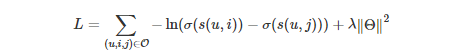 L = ∑_{(u,i,j)∈𝒪} −ln(σ(s(u,i)) − σ(s(u,j))) + λ‖Θ‖²